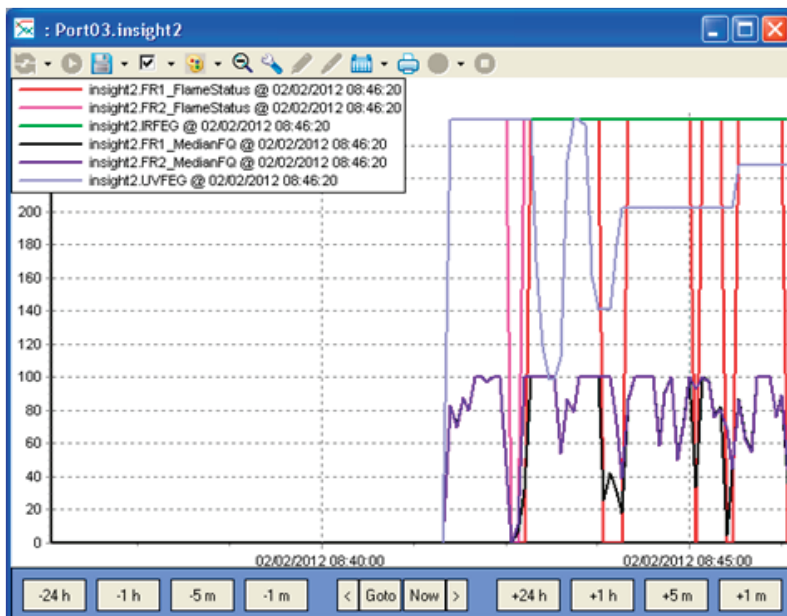 : Port03.insight2
insight2.FR1_FlameStatus @ 02/02/2012 08:46:20
insight2.FR2_FlameStatus @ 02/02/2012 08:46:20
insight2.IRFEG @ 02/02/2012 08:46:20
insight2.FR1_MedianFQ @ 02/02/2012 08:46:20
insight2.FR2_MedianFQ @ 02/02/2012 08:46:20
insight2.UVFEG @ 02/02/2012 08:46:20
200
180
160
140
120
100
80
60
40
20
0
02/02/2012 08:40:00 02/02/2012 08:45:00
-24 h -1 h -5 m -1 m < Goto Now > +24 h +1 h +5 m +1 m